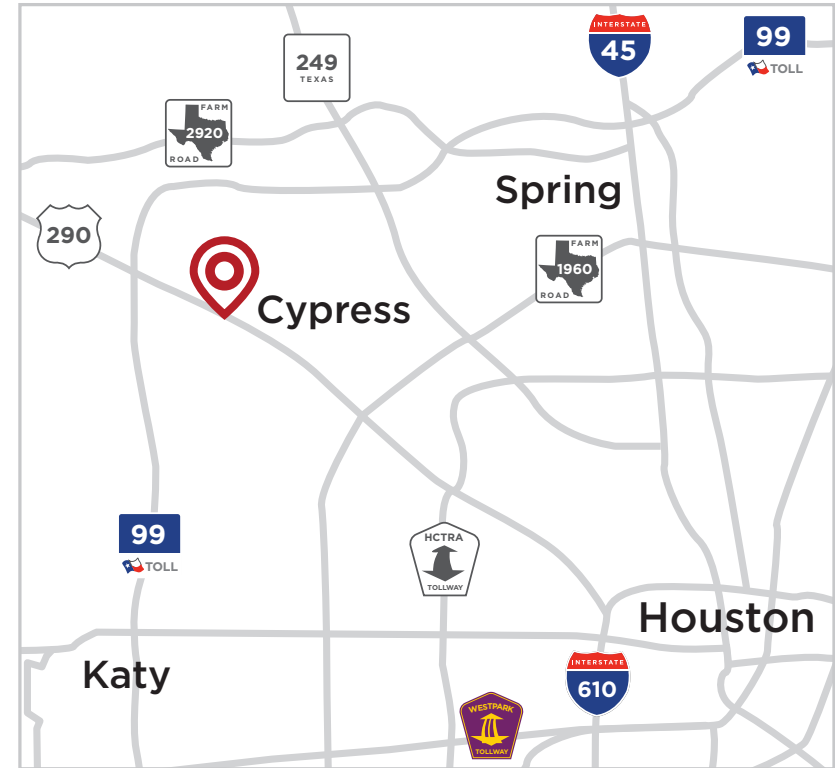 INTERSTATE
45
99
TOLL
249
TEXAS
FARM
2920
ROAD
Spring
290
FARM
1960
ROAD
Cypress
99
TOLL
HCTRA
TOLLWAY
Houston
Katy
INTERSTATE
610
WESTPARK
TOLLWAY